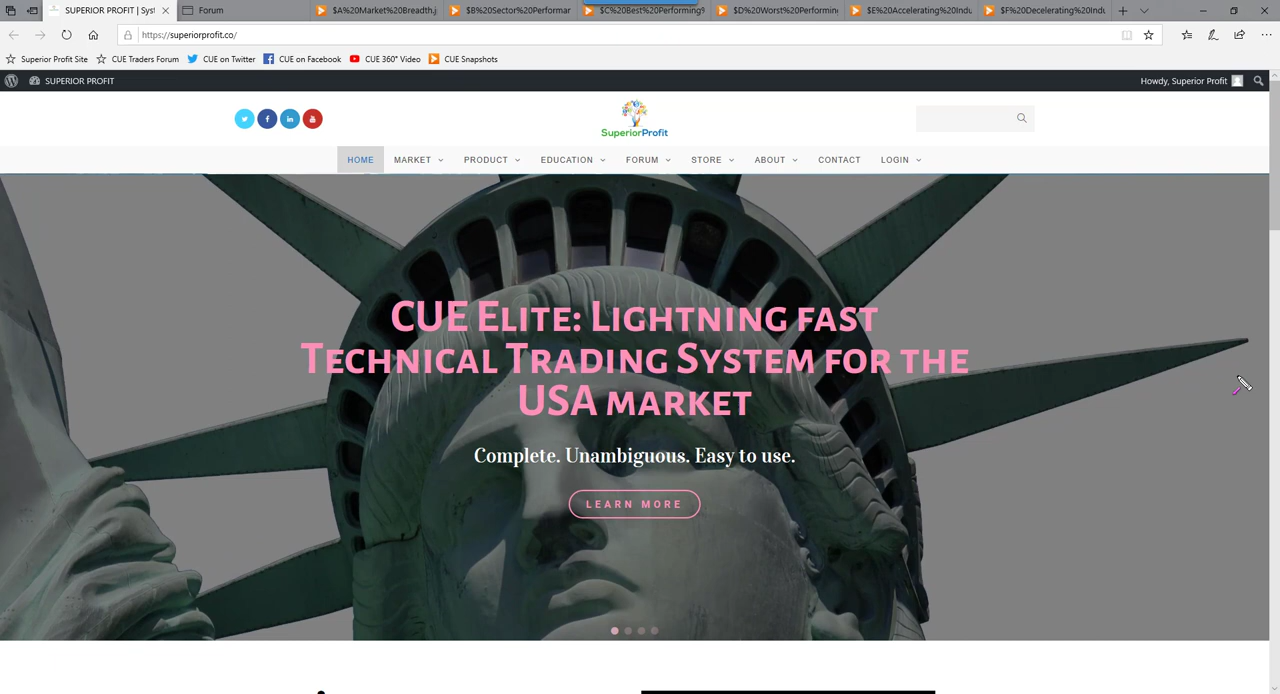 SUPERIOR PROFIT | Syst
Forum
$A%20Market%20Breadth.j
$B%20Sector%20Performar
$C%20Best%20Performing%
$D%20Worst%20Performin
$E%20Accelerating%20Indu
$F%20Decelerating%20Indu
https://superiorprofit.co/
Superior Profit Site
CUE Traders Forum
CUE on Twitter
CUE on Facebook
CUE 360° Video
CUE Snapshots
SUPERIOR PROFIT
Howdy, Superior Profit
SuperiorProfit
HOME
MARKET
PRODUCT
EDUCATION
FORUM
STORE
ABOUT
CONTACT
LOGIN
CUE Elite: Lightning fast
Technical Trading System for the
USA market
Complete. Unambiguous. Easy to use.
LEARN MORE